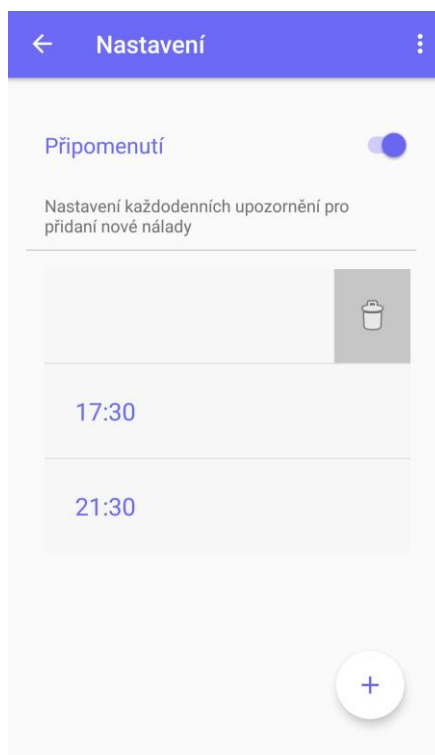 Nastavení
Připomenutí
Nastavení každodenních upozornění pro
přidaní nové nálady
17:30
21:30